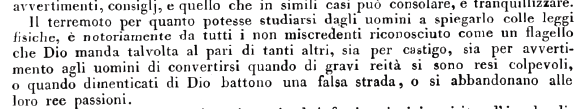 avvertimenti, consiglj, e quello che in simili casi può consolare, e tranquillizzare.
Il terremoto per quanto potesse studiarsi dagli uomini a spiegarlo colle leggi
fisiche, è notoriamente da tutti i non miscredenti riconosciuto come un flagello
che Dio manda talvolta al pari di tanti altri, sia per castigo, sia per avverti-
mento agli uomini di convertirsi quando di gravi reità si sono resi colpevoli,
o quando dimenticati di Dio battono una falsa strada, o si abbandonano alle
loro ree passioni.